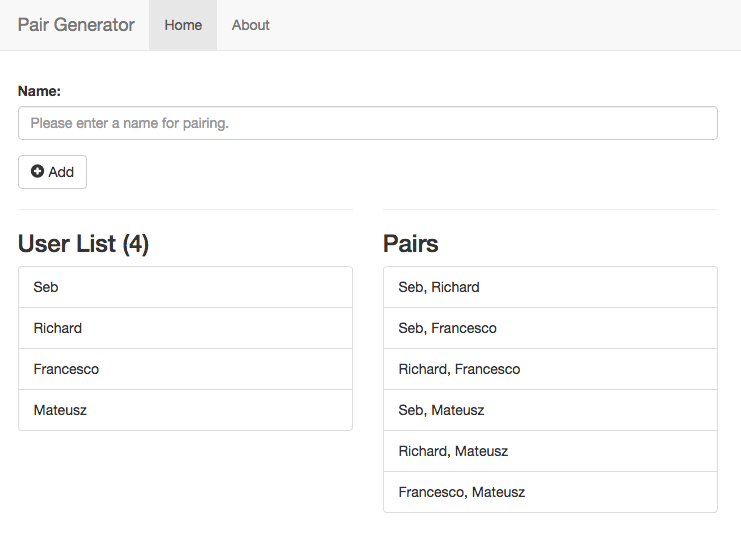 Pair Generator Home About
Name:
Please enter a name for pairing.
Add
User List (4)
Seb
Richard
Francesco
Mateusz
Pairs
Seb, Richard
Seb, Francesco
Richard, Francesco
Seb, Mateusz
Richard, Mateusz
Francesco, Mateusz